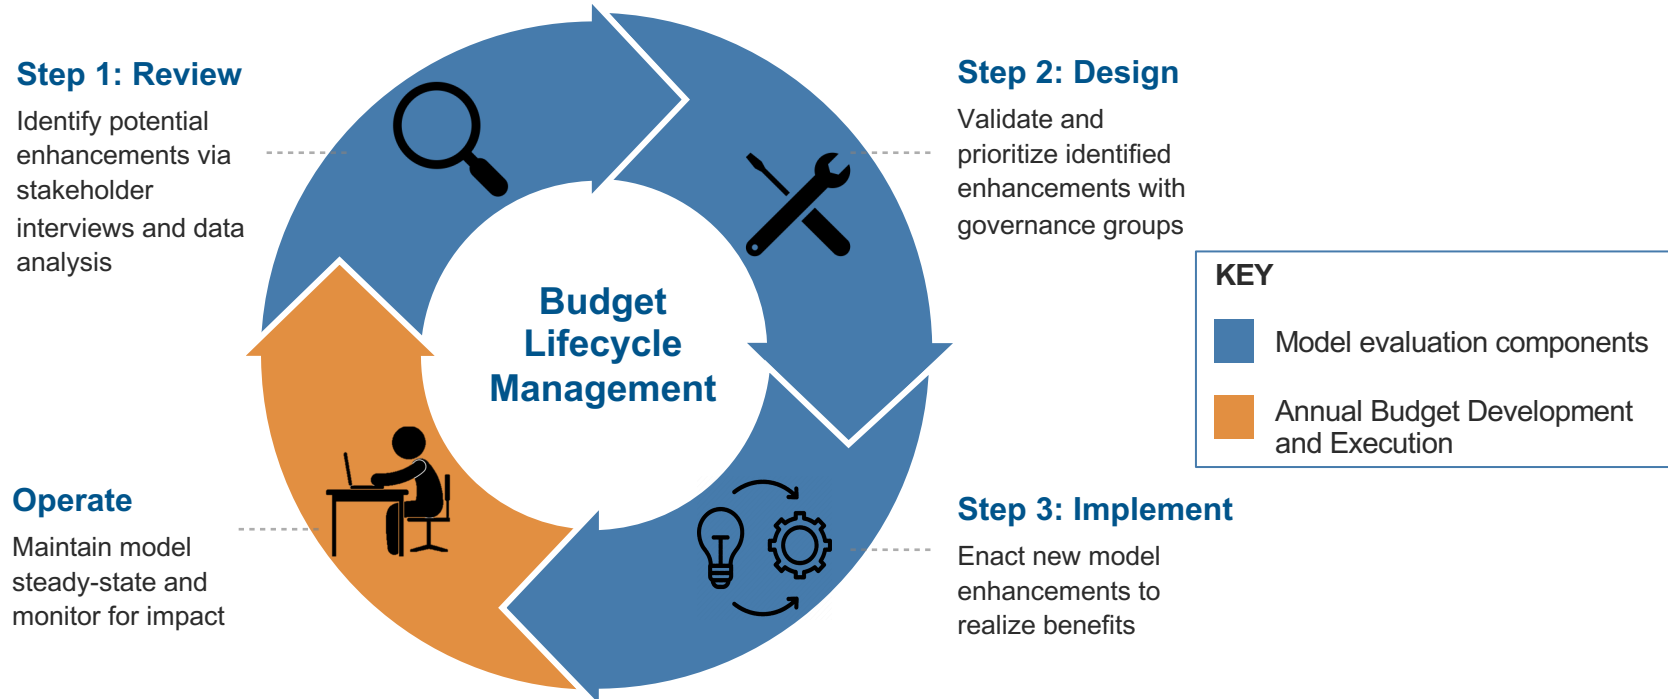 Step 1: Review
Identify potential
enhancements via
stakeholder
interviews and data
analysis
Step 2: Design
Validate and
prioritize identified
enhancements with
governance groups
Budget
Lifecycle
Management
KEY
Model evaluation components
Annual Budget Development
and Execution
Operate
Maintain model
steady-state and
monitor for impact
Step 3: Implement
Enact new model
enhancements to
realize benefits